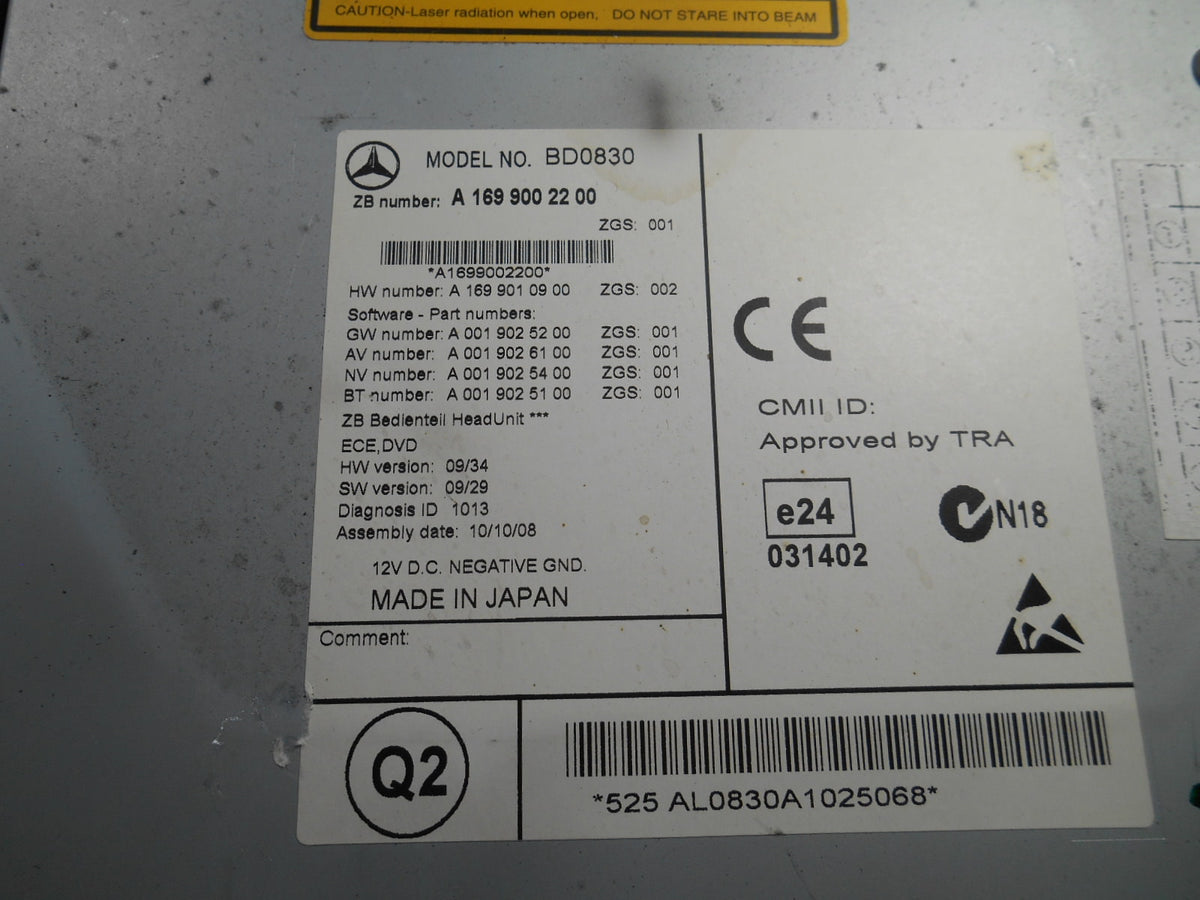 CAUTION-Laser radiation when open, DO NOT STARE INTO BEAM
MODEL NO. BD0830
ZB number: A 169 900 22 00
ZGS: 001
*A1699002200*
HW number: A 169 901 09 00 ZGS: 002
Software - Part numbers:
GW number: A 001 902 52 00 ZGS: 001
AV number: A 001 902 61 00 ZGS: 001
NV number: A 001 902 54 00 ZGS: 001
BT number: A 001 902 51 00 ZGS: 001
ZB Bedienteil HeadUnit ***
ECE,DVD
HW version: 09/34
SW version: 09/29
Diagnosis ID 1013
Assembly date: 10/10/08
12V D.C. NEGATIVE GND.
MADE IN JAPAN
Comment:
CE
CMII ID:
Approved by TRA
e24
031402
N18
Q2
*525 AL0830A1025068*